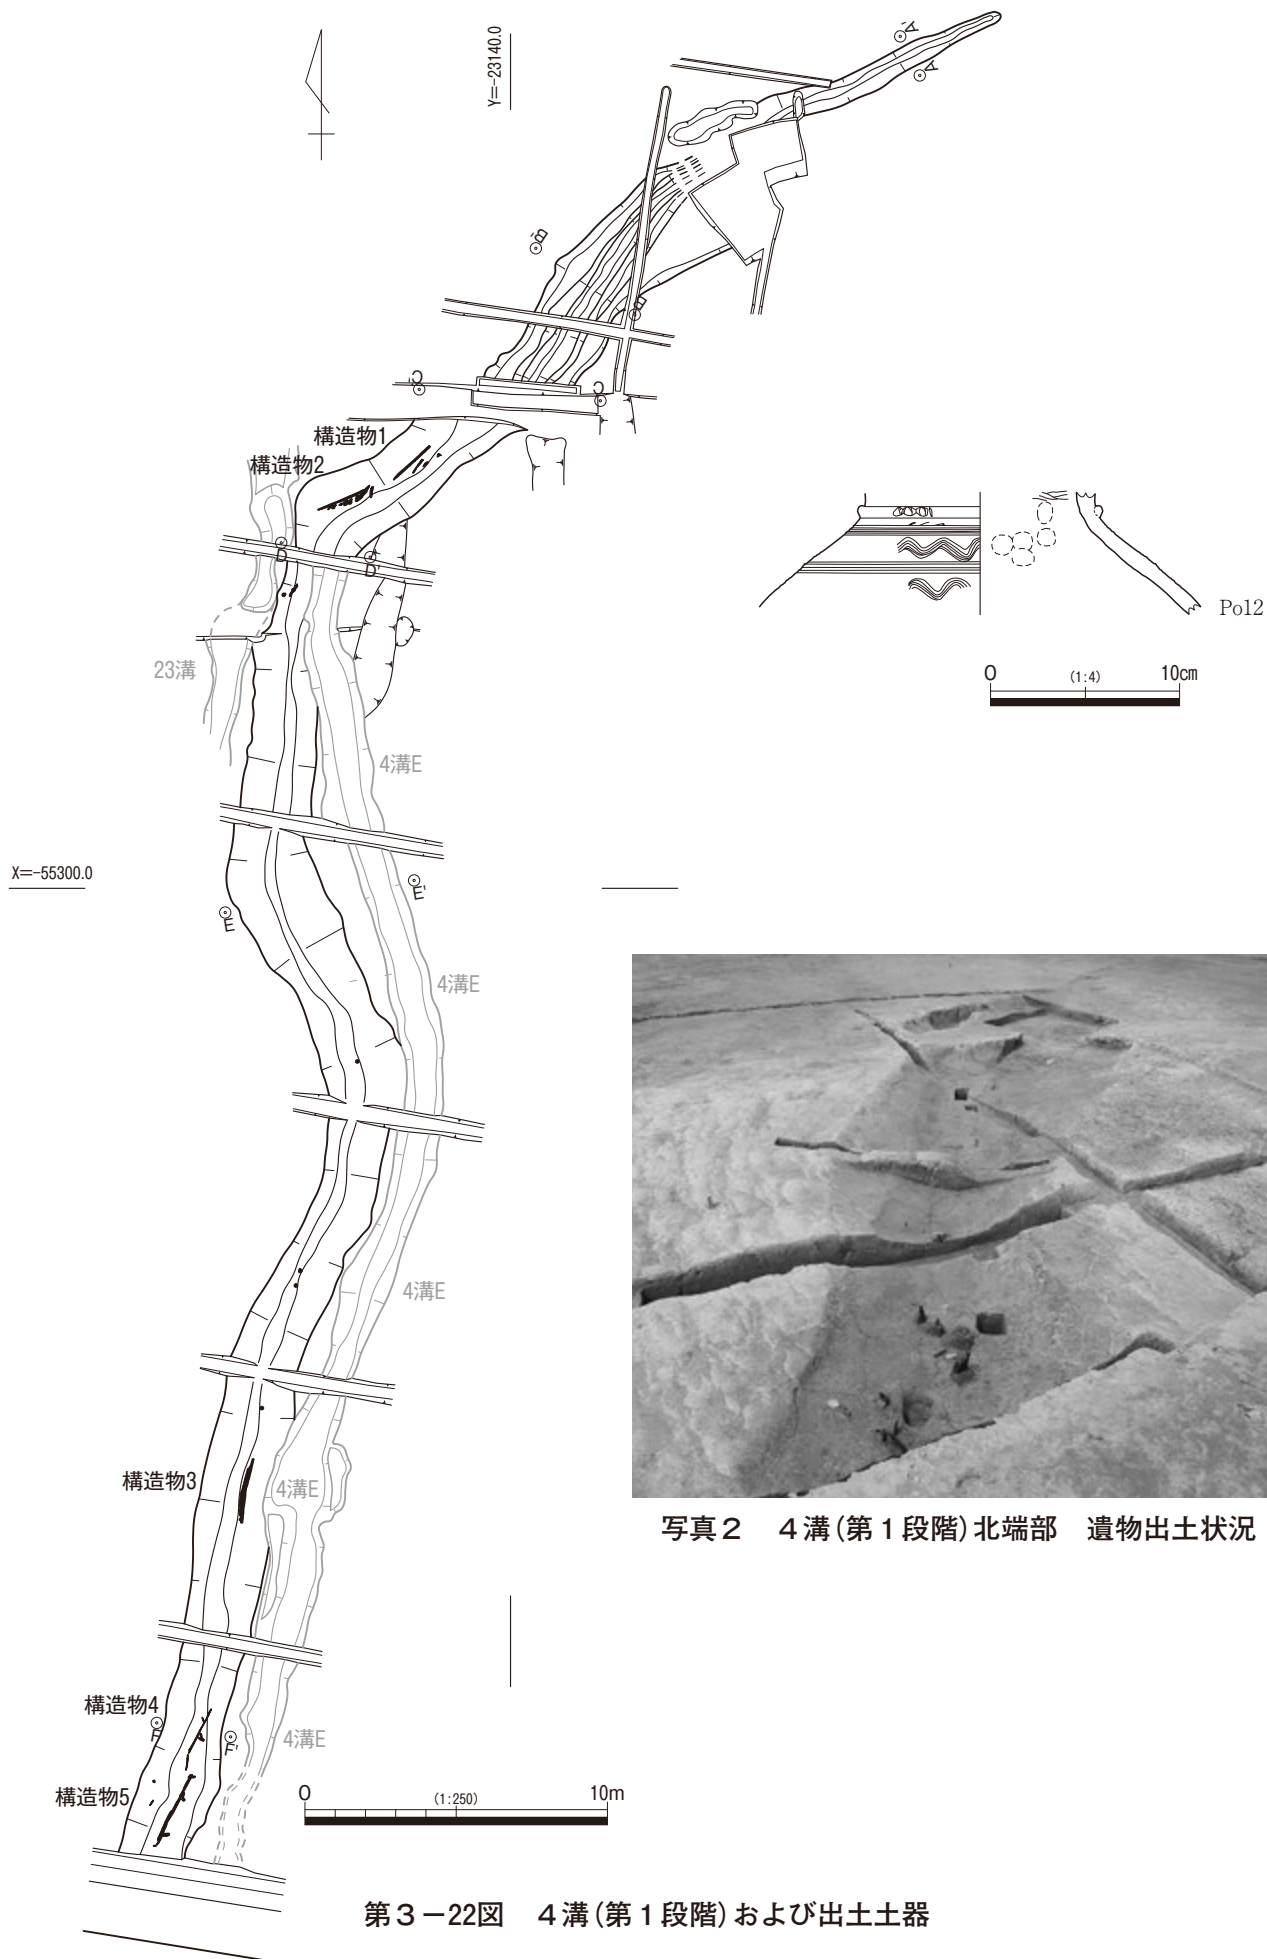 Y=-23140.0
A'
A
B'
B
C'
C
構造物1
構造物2
D
D'
23溝
4溝E
Po12
0 (1:4) 10cm
X=-55300.0
E'
E
4溝E
4溝E
構造物3
4溝E
写真２　４溝(第１段階)北端部　遺物出土状況
構造物4
F
F'
4溝E
構造物5
0 (1:250) 10m
第３－22図　４溝(第１段階)および出土土器